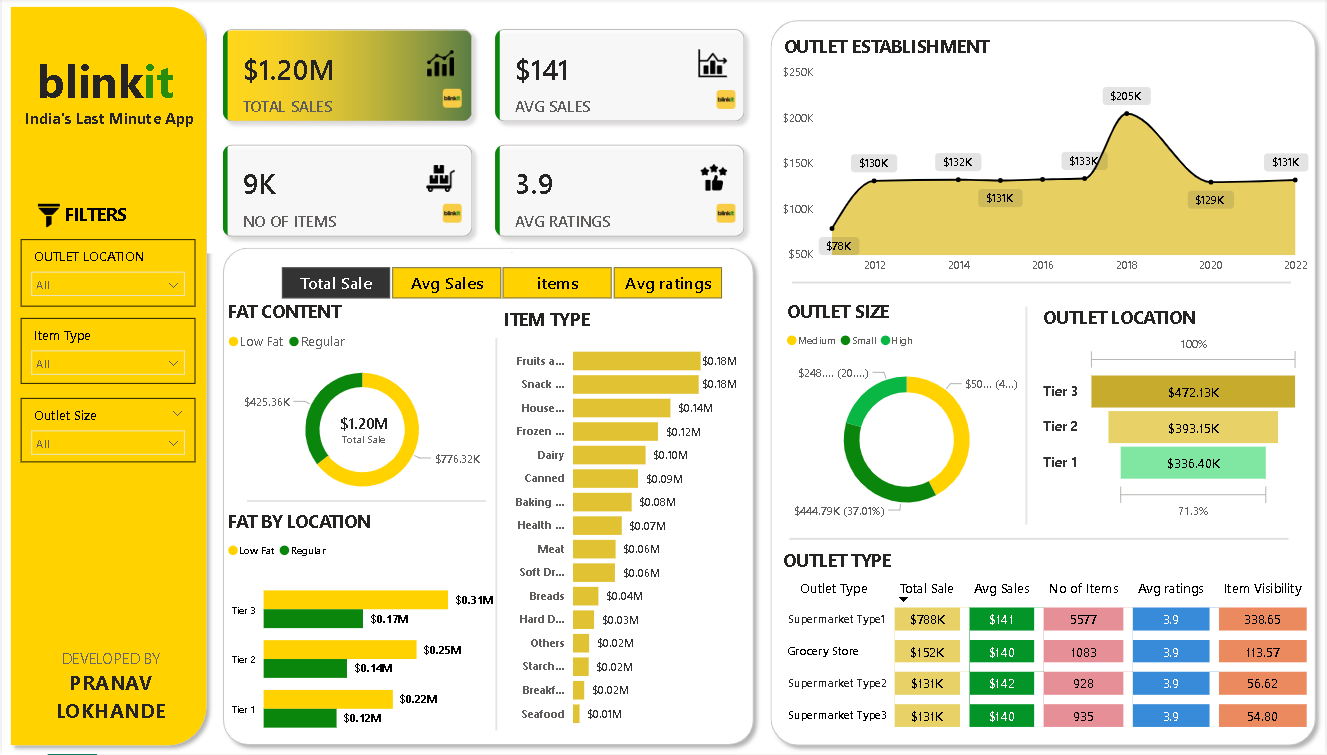 blinkit
India's Last Minute App
FILTERS
OUTLET LOCATION
All
Item Type
All
Outlet Size
All
DEVELOPED BY
PRANAV
LOKHANDE
$1.20M
TOTAL SALES
blinkit
$141
AVG SALES
blinkit
9K
NO OF ITEMS
blinkit
3.9
AVG RATINGS
blinkit
Total Sale
Avg Sales
items
Avg ratings
FAT CONTENT
Low Fat Regular
$425.36K
$1.20M
Total Sale
$776.32K
FAT BY LOCATION
Low Fat Regular
Tier 3 $0.31M
$0.17M
Tier 2 $0.25M
$0.14M
Tier 1 $0.22M
$0.12M
ITEM TYPE
Fruits a... $0.18M
Snack ... $0.18M
House... $0.14M
Frozen ... $0.12M
Dairy $0.10M
Canned $0.09M
Baking ... $0.08M
Health ... $0.07M
Meat $0.06M
Soft Dr... $0.06M
Breads $0.04M
Hard D... $0.03M
Others $0.02M
Starch... $0.02M
Breakf... $0.02M
Seafood $0.01M
OUTLET ESTABLISHMENT
$250K
$200K
$150K
$100K
$50K
$78K
$130K
$132K
$131K
$133K
$205K
$129K
$131K
2012 2014 2016 2018 2020 2022
OUTLET SIZE
Medium Small High
$248.... (20....)
$50... (4...)
$444.79K (37.01%)
OUTLET LOCATION
100%
Tier 3 $472.13K
Tier 2 $393.15K
Tier 1 $336.40K
71.3%
OUTLET TYPE
Outlet Type Total Sale Avg Sales No of Items Avg ratings Item Visibility
Supermarket Type1 $788K $141 5577 3.9 338.65
Grocery Store $152K $140 1083 3.9 113.57
Supermarket Type2 $131K $142 928 3.9 56.62
Supermarket Type3 $131K $140 935 3.9 54.80